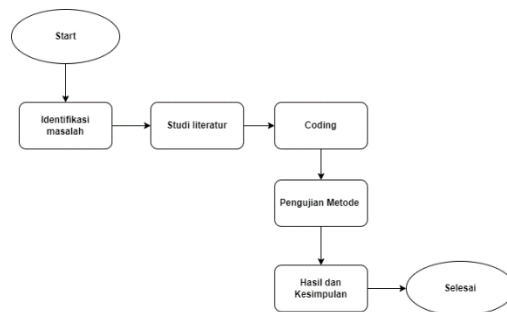 Start
Identifikasi
masalah
Studi literatur
Coding
Pengujian Metode
Hasil dan
Kesimpulan
Selesai